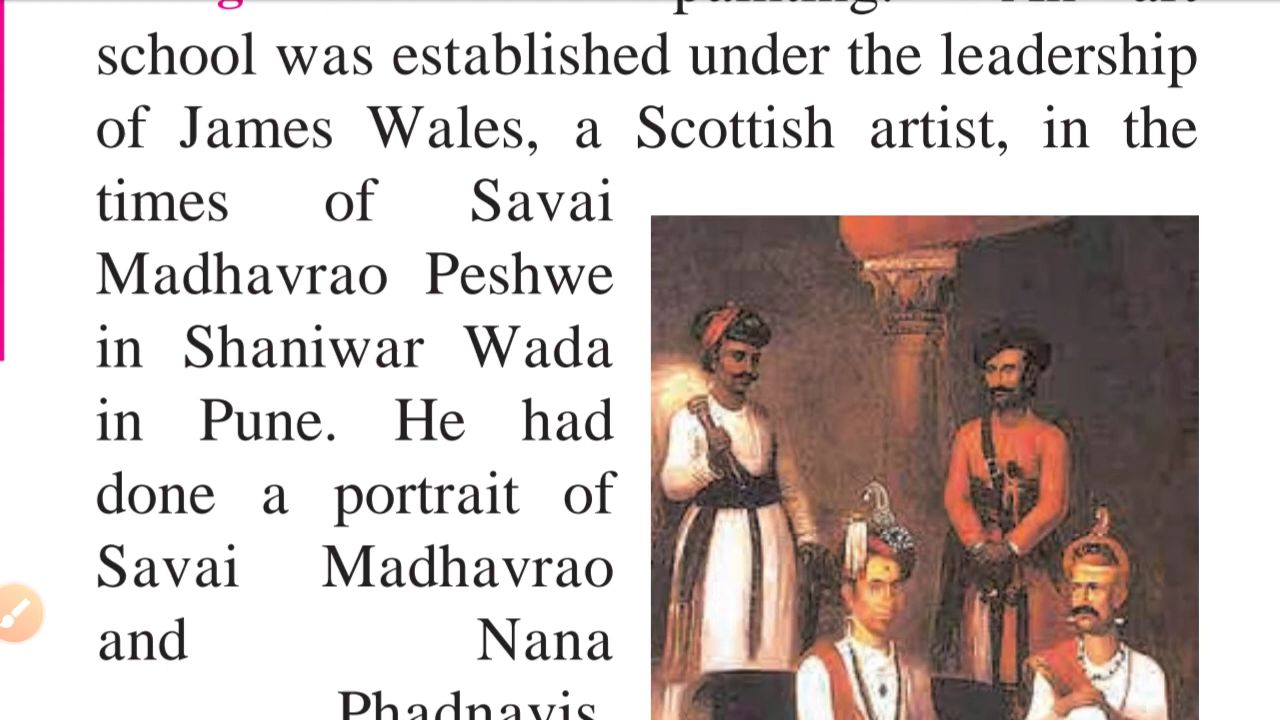 school was established under the leadership
of James Wales, a Scottish artist, in the
times of Savai
Madhavrao Peshwe
in Shaniwar Wada
in Pune. He had
done a portrait of
Savai Madhavrao
and Nana
Phadnavis.